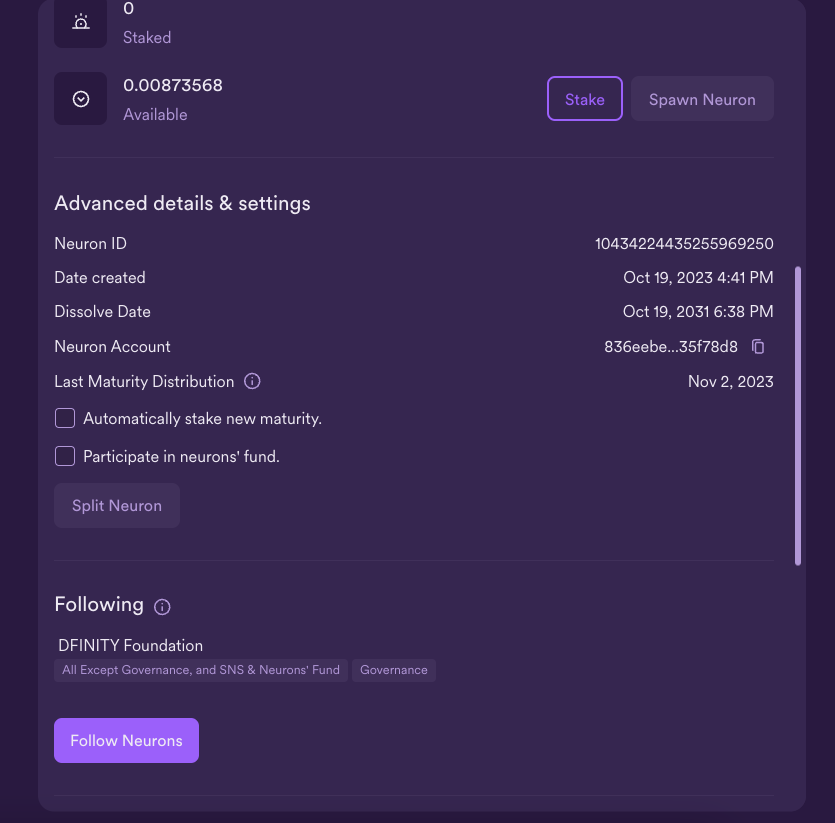 0
Staked
0.00873568
Available
Stake
Spawn Neuron
Advanced details & settings
Neuron ID 10434224435255969250
Date created Oct 19, 2023 4:41 PM
Dissolve Date Oct 19, 2031 6:38 PM
Neuron Account 836eebe...35f78d8
Last Maturity Distribution Nov 2, 2023
Automatically stake new maturity.
Participate in neurons' fund.
Split Neuron
Following
DFINITY Foundation
All Except Governance, and SNS & Neurons' Fund Governance
Follow Neurons